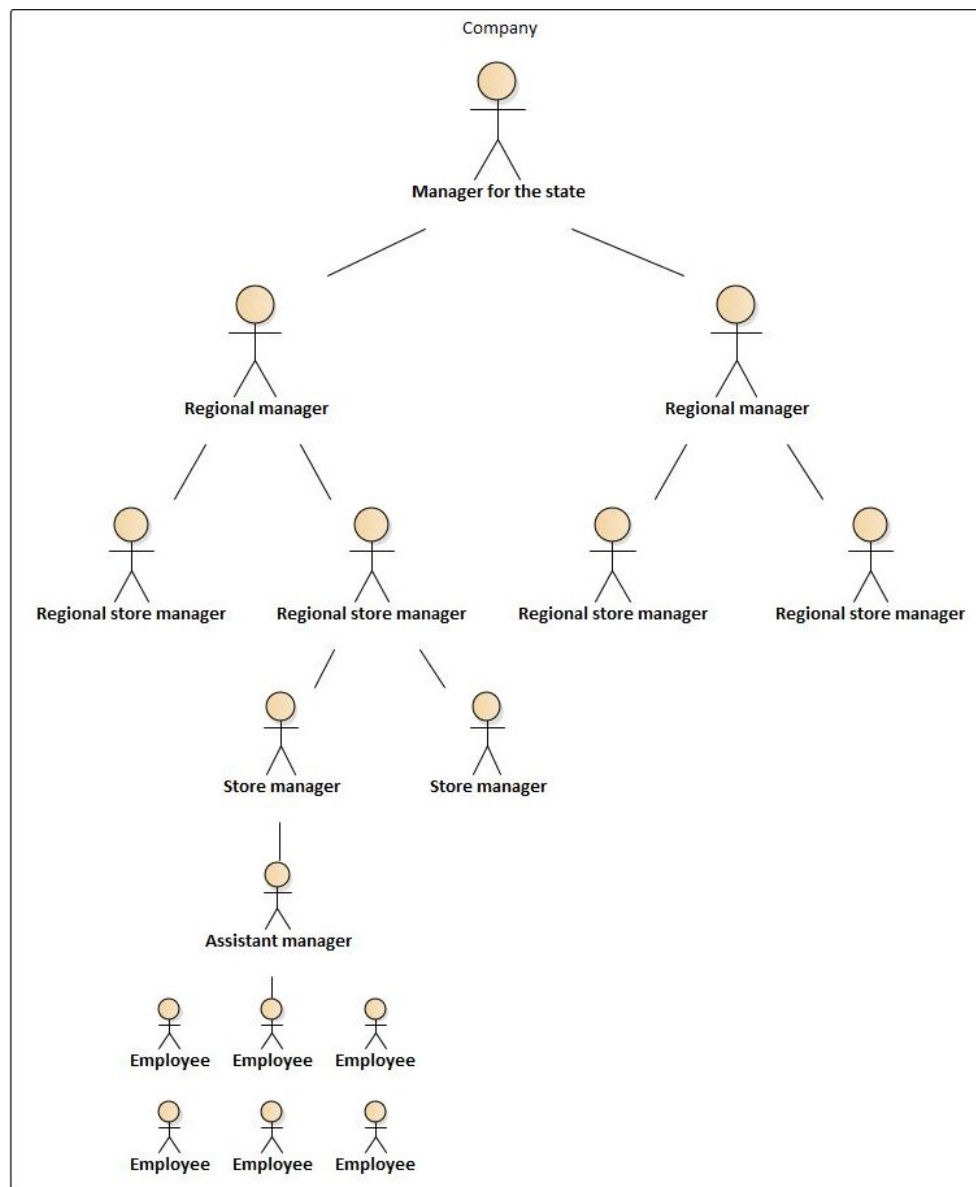 Company
Manager for the state
Regional manager
Regional manager
Regional store manager
Regional store manager
Regional store manager
Regional store manager
Store manager
Store manager
Assistant manager
Employee
Employee
Employee
Employee
Employee
Employee